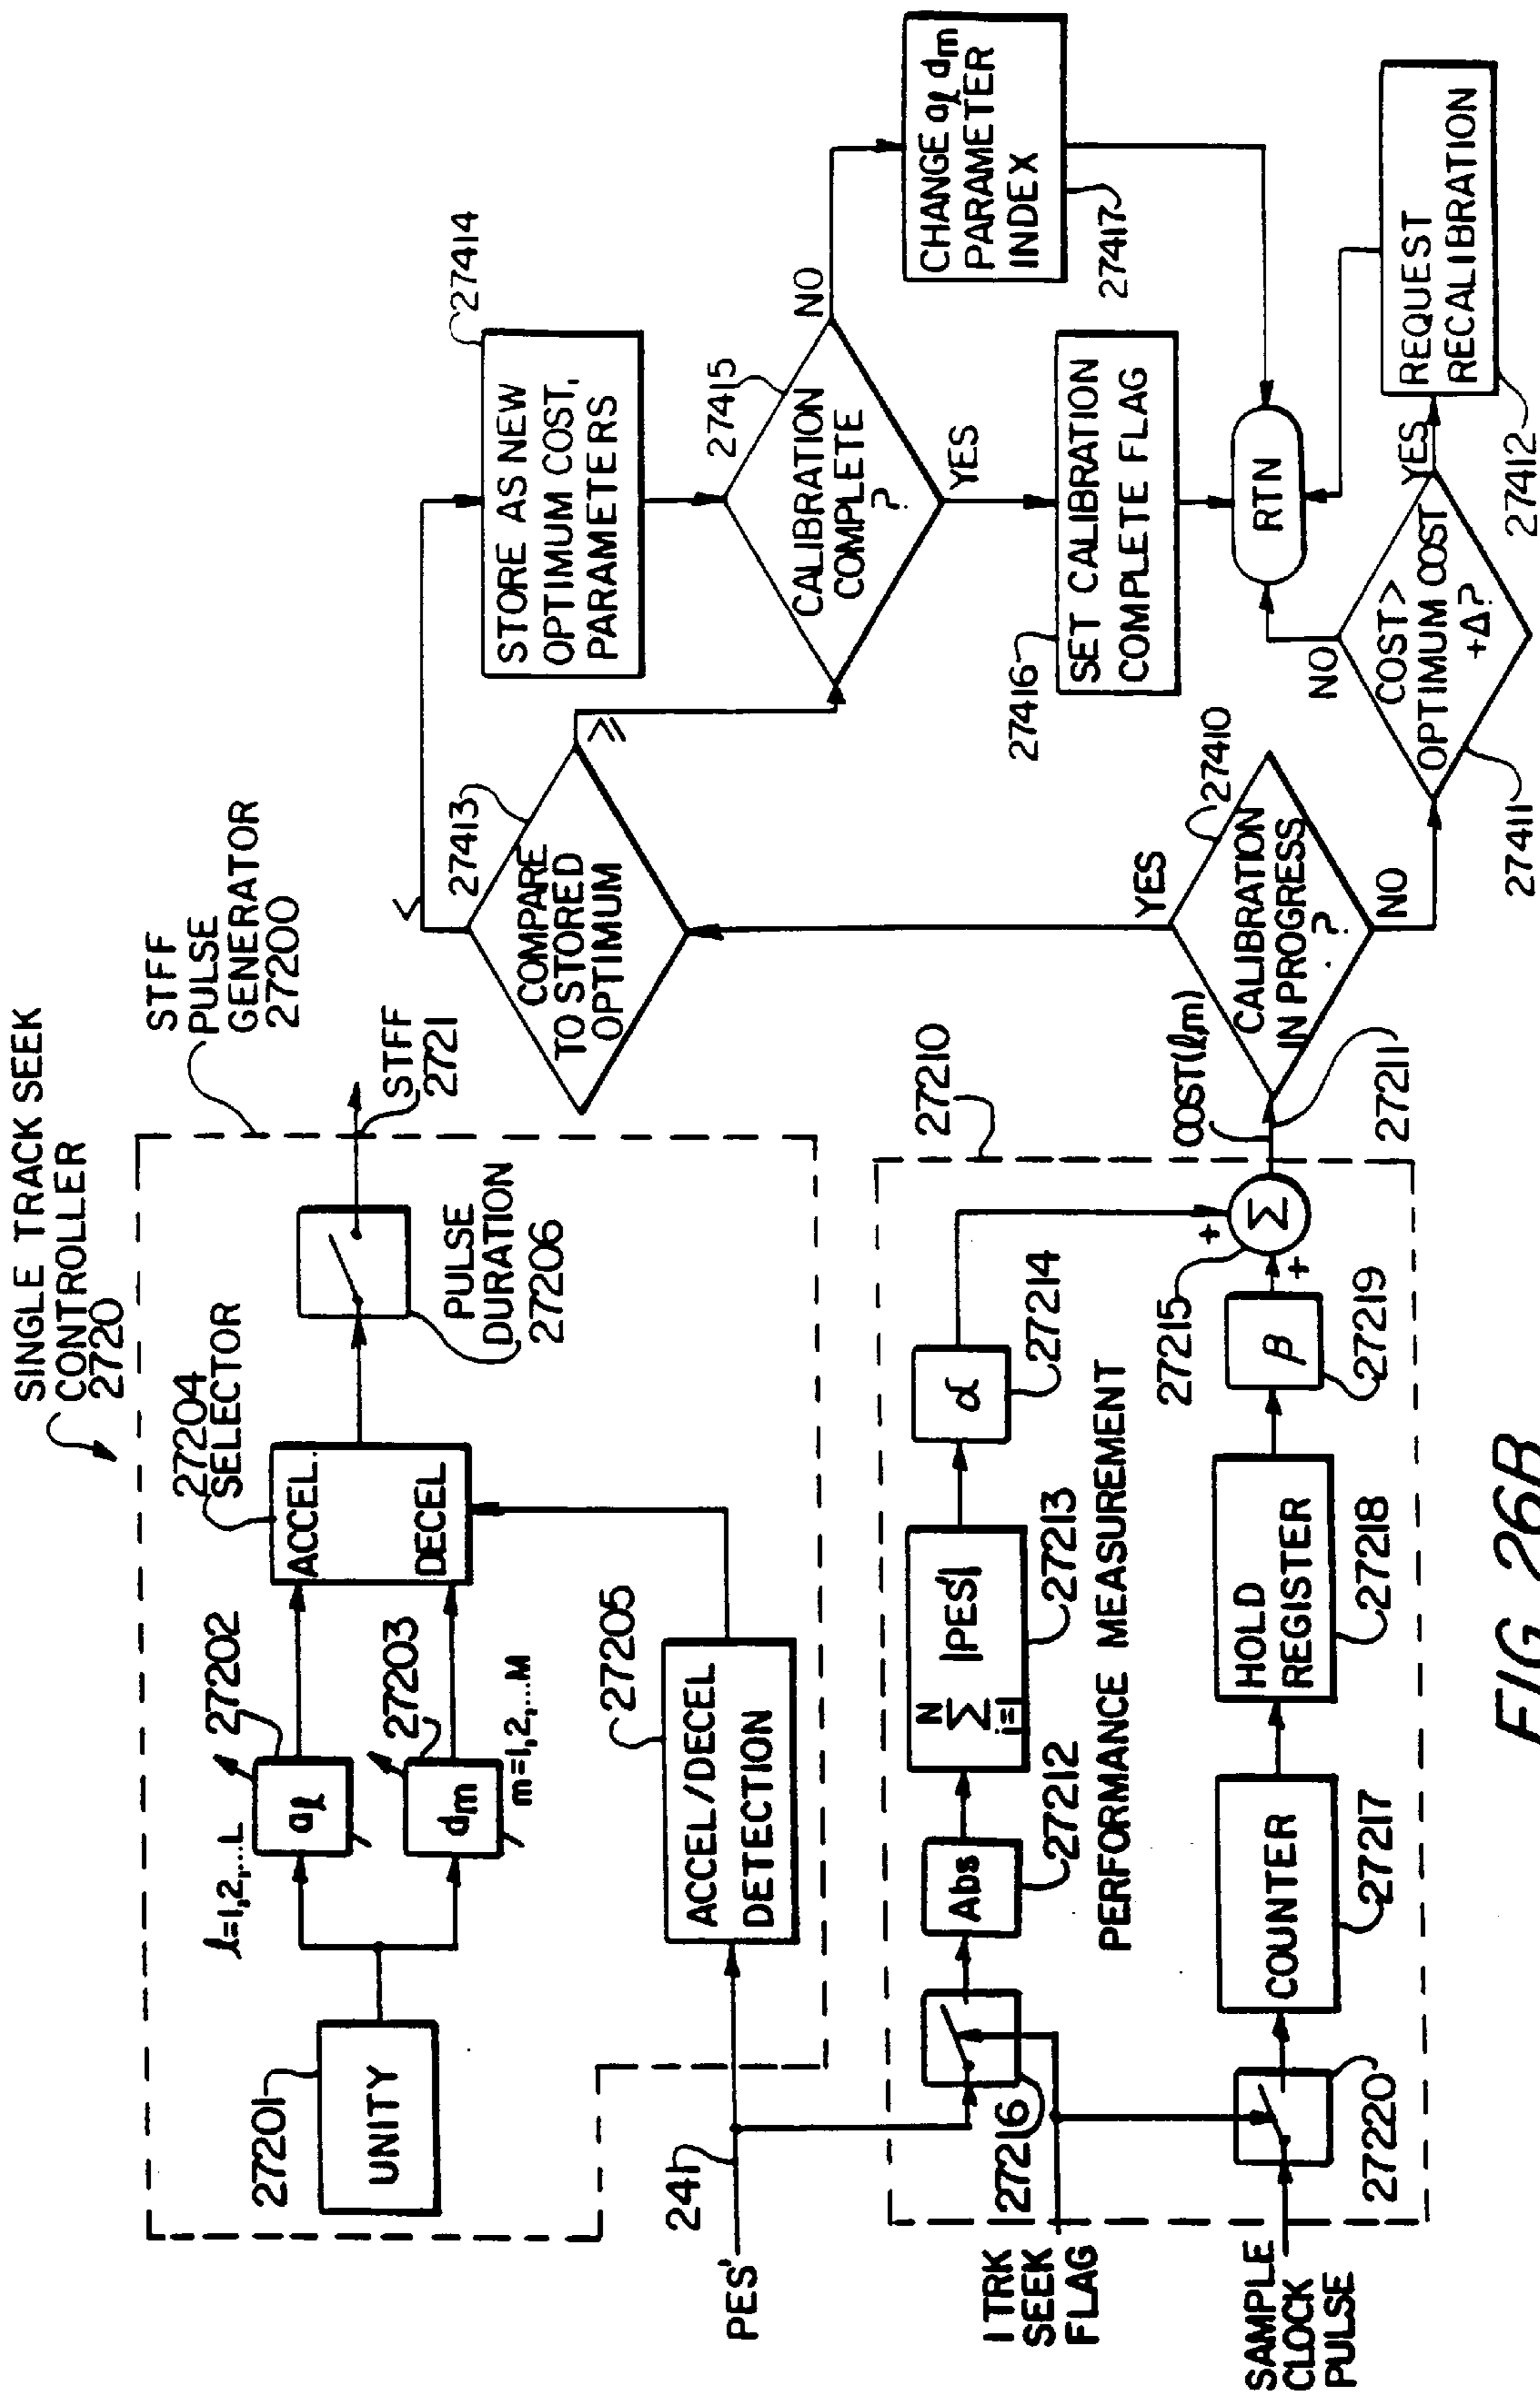 SINGLE TRACK SEEK
CONTROLLER
2720
STFF
PULSE
GENERATOR
27200
27201
UNITY
l=1,2,...L
al
27202
dm
27203
m=1,2,...M
27204
SELECTOR
ACCEL.
DECEL
PULSE
DURATION
27206
STFF
2721
ACCEL/DECEL
DETECTION
27205
241
PES'
1 TRK
SEEK
FLAG
SAMPLE
CLOCK
PULSE
27216
Abs
27212
N
Σ |PES'|
i=1
27213
α
27214
PERFORMANCE MEASUREMENT
27210
27220
COUNTER
27217
HOLD
REGISTER
27218
β
27219
27215
+
+
Σ
COST(l,m)
27211
CALIBRATION
IN PROGRESS
?
27410
YES
NO
COMPARE
TO STORED
OPTIMUM
27413
<
≥
STORE AS NEW
OPTIMUM COST,
PARAMETERS
27414
CALIBRATION
COMPLETE
?
27415
NO
YES
CHANGE al dm
PARAMETER
INDEX
27417
SET CALIBRATION
COMPLETE FLAG
27416
RTN
COST>
OPTIMUM COST
+Δ?
27411
NO
YES
REQUEST
RECALIBRATION
27412
FIG. 26B